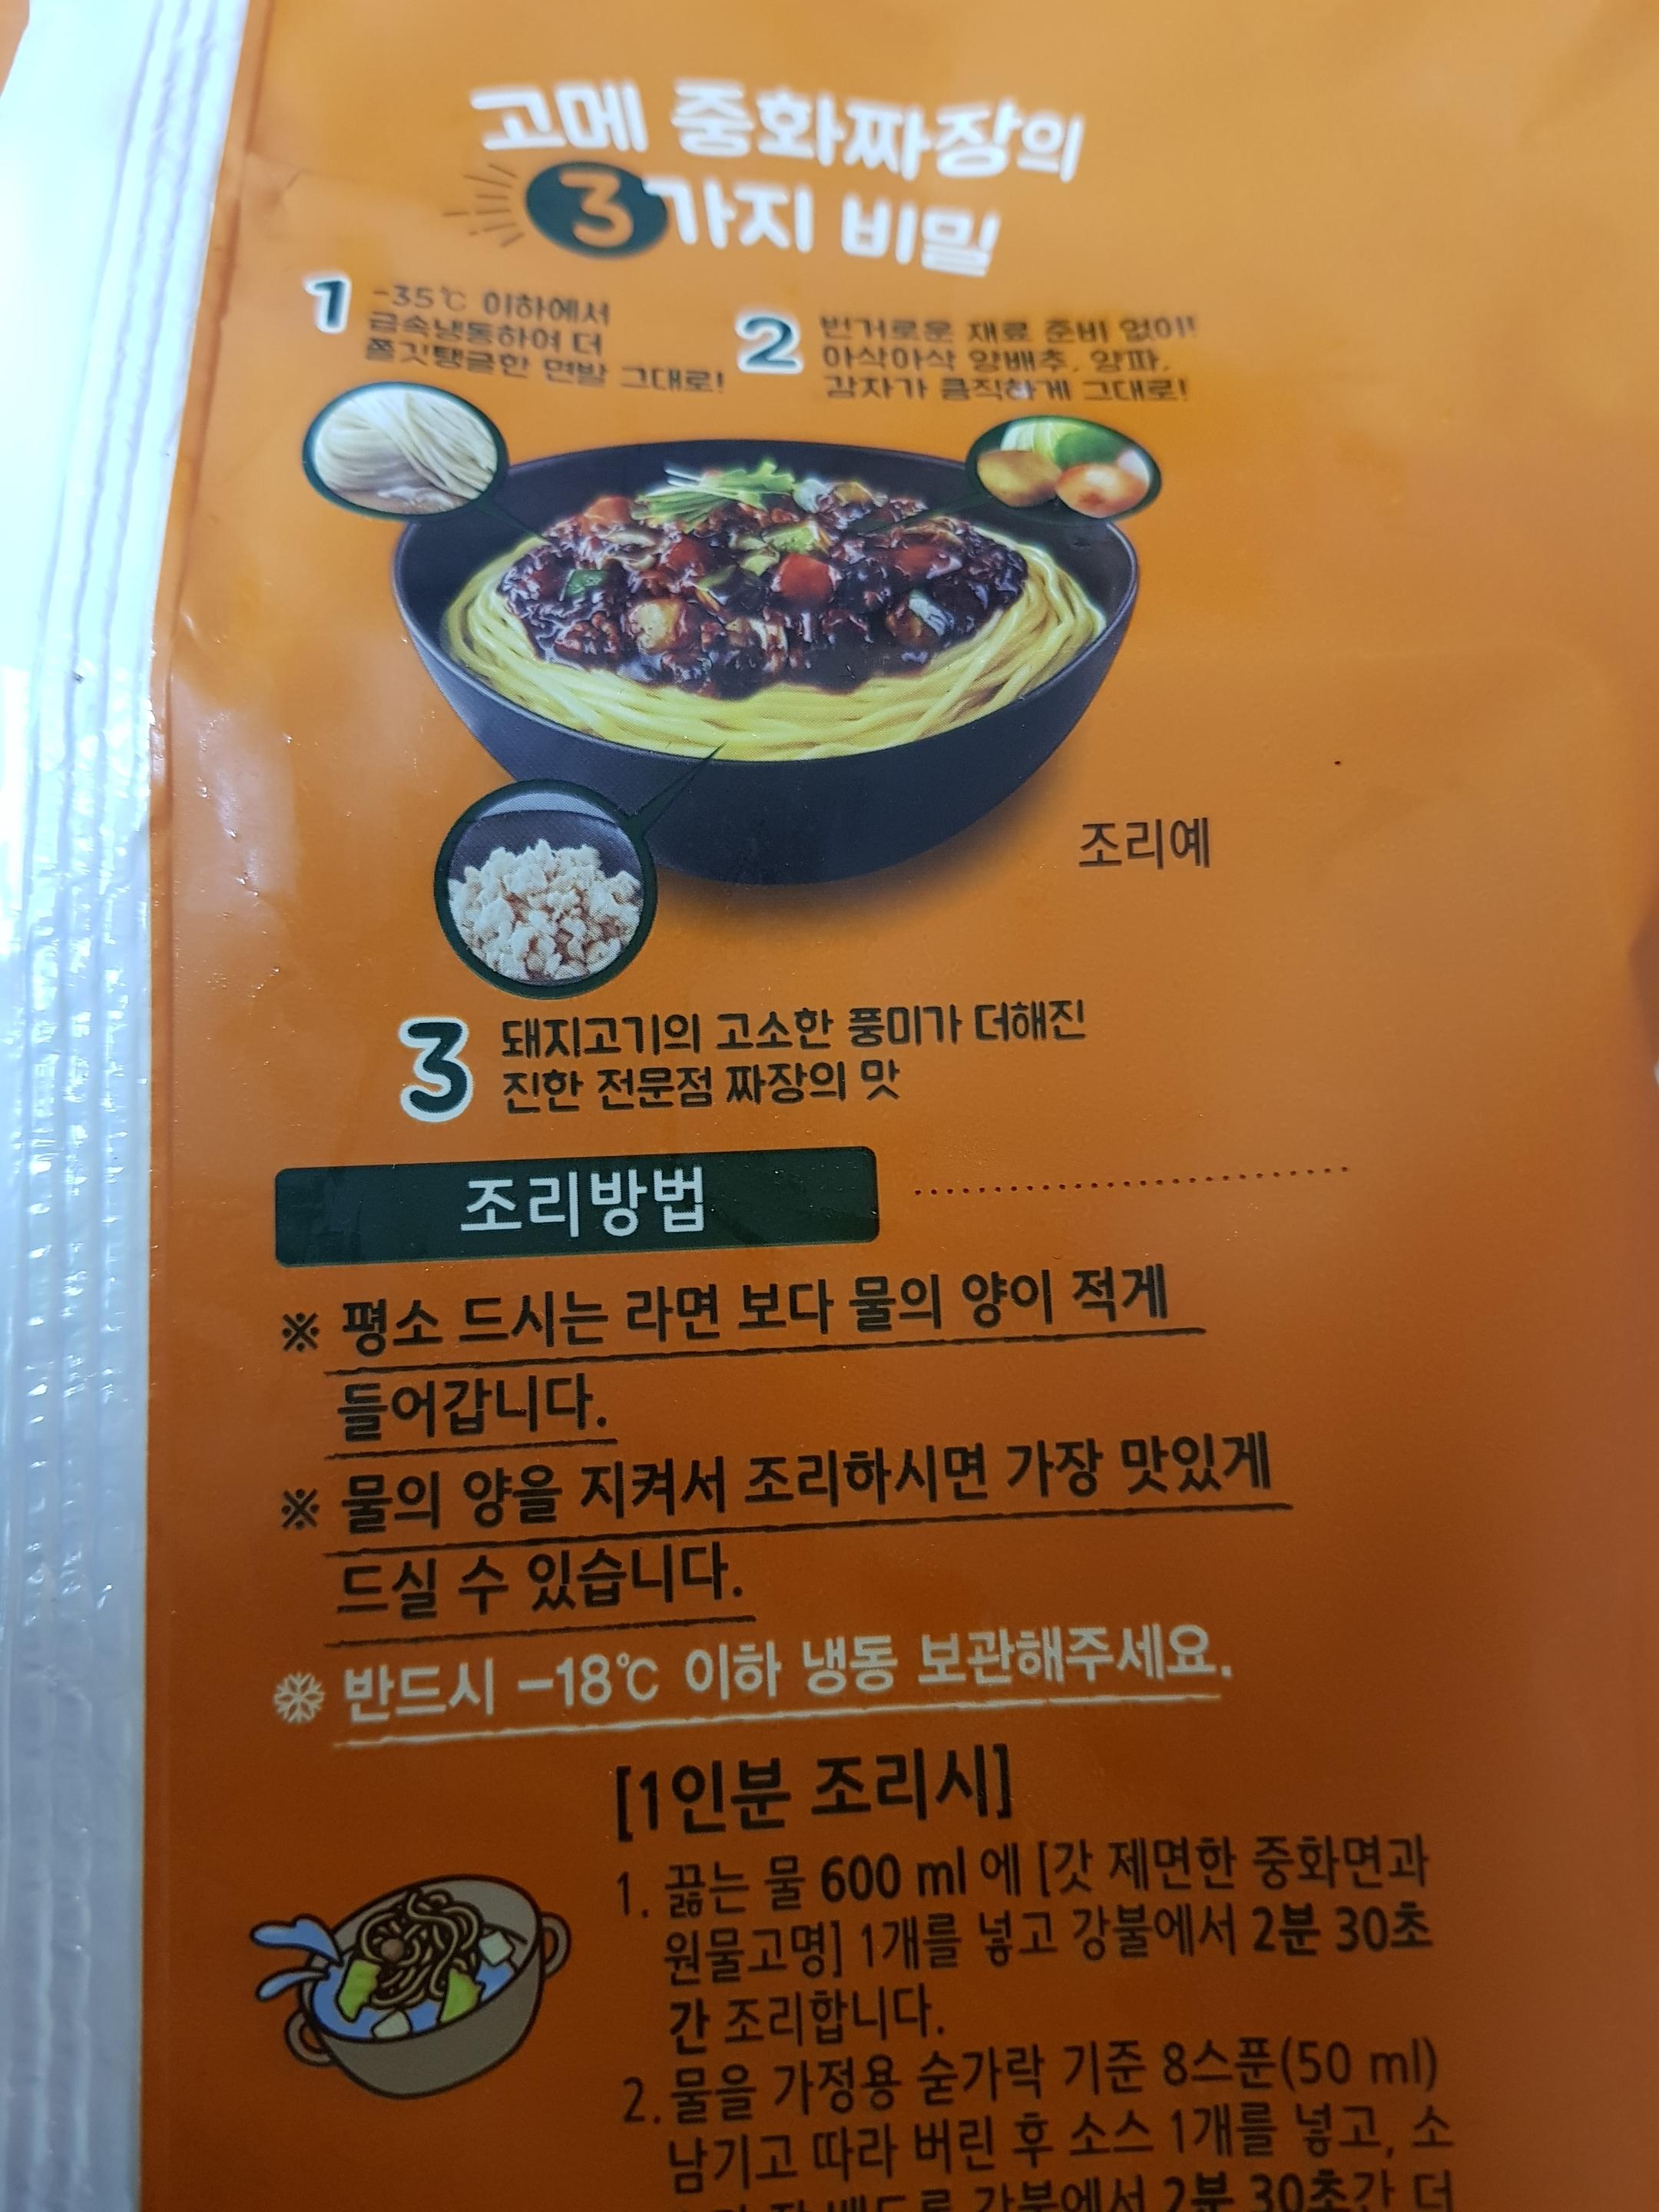 고메 중화짜장의
3가지 비밀
1 -35℃ 이하에서
급속냉동하여 더
쫄깃탱글한 면발 그대로!
2 번거로운 재료 준비 없이!
아삭아삭 양배추, 양파,
감자가 큼직하게 그대로!
조리예
3 돼지고기의 고소한 풍미가 더해진
진한 전문점 짜장의 맛
조리방법
※ 평소 드시는 라면 보다 물의 양이 적게
들어갑니다.
※ 물의 양을 지켜서 조리하시면 가장 맛있게
드실 수 있습니다.
반드시 -18℃ 이하 냉동 보관해주세요.
[1인분 조리시]
1. 끓는 물 600 ml 에 [갓 제면한 중화면과
원물고명] 1개를 넣고 강불에서 2분 30초
간 조리합니다.
2. 물을 가정용 숟가락 기준 8스푼(50 ml)
남기고 따라 버린 후 소스 1개를 넣고, 소
강불에서 2분 30초간 더